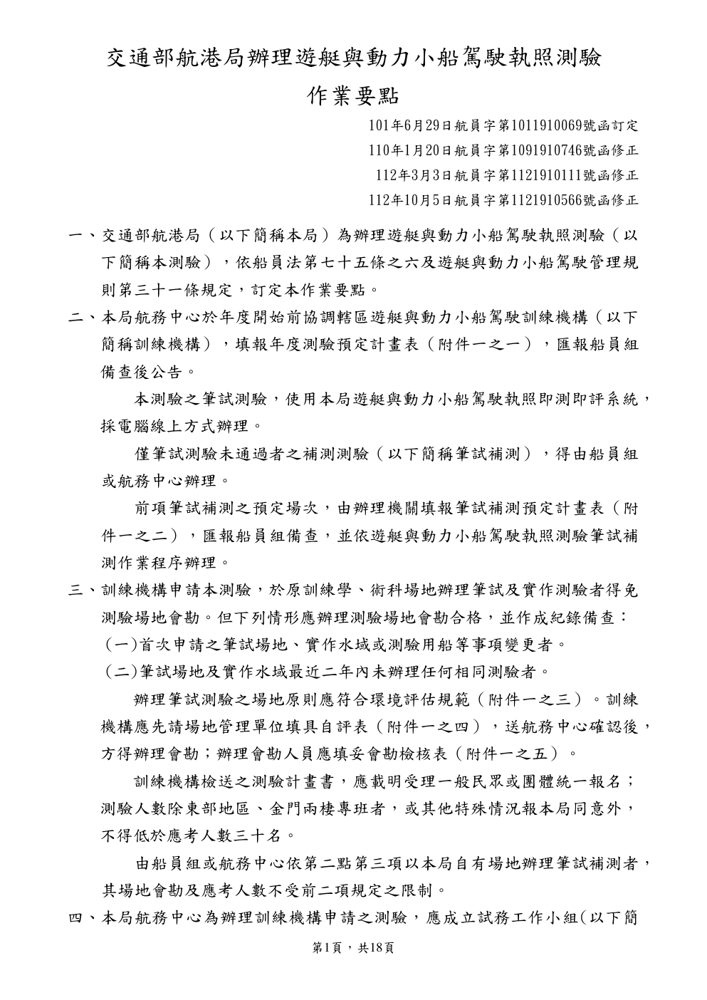 交通部航港局辦理遊艇與動力小船駕駛執照測驗
作業要點
101年6月29日航員字第1011910069號函訂定
110年1月20日航員字第1091910746號函修正
112年3月3日航員字第1121910111號函修正
112年10月5日航員字第1121910566號函修正
一、交通部航港局（以下簡稱本局）為辦理遊艇與動力小船駕駛執照測驗（以
下簡稱本測驗），依船員法第七十五條之六及遊艇與動力小船駕駛管理規
則第三十一條規定，訂定本作業要點。
二、本局航務中心於年度開始前協調轄區遊艇與動力小船駕駛訓練機構（以下
簡稱訓練機構），填報年度測驗預定計畫表（附件一之一），匯報船員組
備查後公告。
本測驗之筆試測驗，使用本局遊艇與動力小船駕駛執照即測即評系統，
採電腦線上方式辦理。
僅筆試測驗未通過者之補測測驗（以下簡稱筆試補測），得由船員組
或航務中心辦理。
前項筆試補測之預定場次，由辦理機關填報筆試補測預定計畫表（附
件一之二），匯報船員組備查，並依遊艇與動力小船駕駛執照測驗筆試補
測作業程序辦理。
三、訓練機構申請本測驗，於原訓練學、術科場地辦理筆試及實作測驗者得免
測驗場地會勘。但下列情形應辦理測驗場地會勘合格，並作成紀錄備查：
(一)首次申請之筆試場地、實作水域或測驗用船等事項變更者。
(二)筆試場地及實作水域最近二年內未辦理任何相同測驗者。
辦理筆試測驗之場地原則應符合環境評估規範（附件一之三）。訓練
機構應先請場地管理單位填具自評表（附件一之四），送航務中心確認後，
方得辦理會勘；辦理會勘人員應填妥會勘檢核表（附件一之五）。
訓練機構檢送之測驗計畫書，應載明受理一般民眾或團體統一報名；
測驗人數除東部地區、金門兩棲專班者，或其他特殊情況報本局同意外，
不得低於應考人數三十名。
由船員組或航務中心依第二點第三項以本局自有場地辦理筆試補測者，
其場地會勘及應考人數不受前二項規定之限制。
四、本局航務中心為辦理訓練機構申請之測驗，應成立試務工作小組(以下簡
第1頁，共18頁